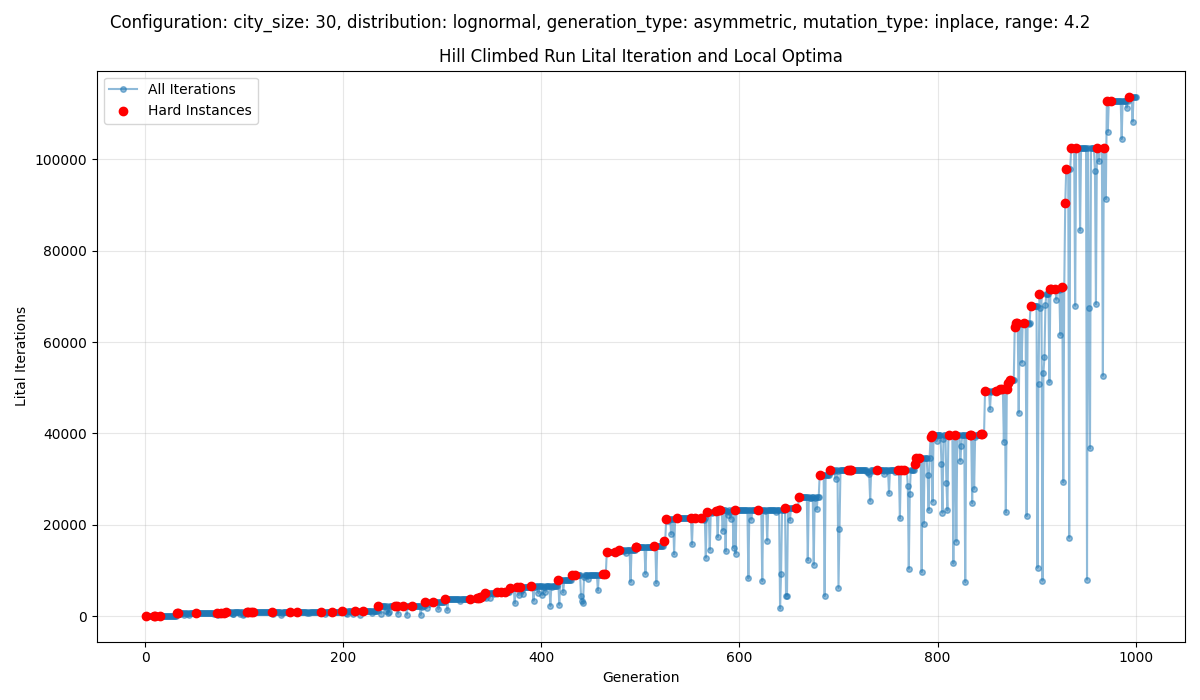 Configuration: city_size: 30, distribution: lognormal, generation_type: asymmetric, mutation_type: inplace, range: 4.2
Hill Climbed Run Lital Iteration and Local Optima
All Iterations
Hard Instances
100000
80000
60000
40000
20000
0
Lital Iterations
0 200 400 600 800 1000
Generation